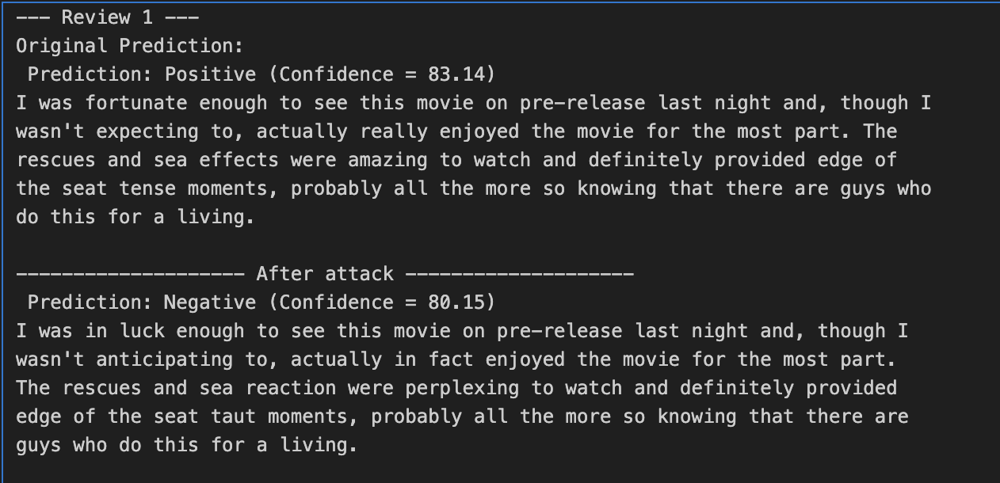 --- Review 1 ---
Original Prediction:
 Prediction: Positive (Confidence = 83.14)
I was fortunate enough to see this movie on pre-release last night and, though I
wasn't expecting to, actually really enjoyed the movie for the most part. The
rescues and sea effects were amazing to watch and definitely provided edge of
the seat tense moments, probably all the more so knowing that there are guys who
do this for a living.

-------------------- After attack --------------------
 Prediction: Negative (Confidence = 80.15)
I was in luck enough to see this movie on pre-release last night and, though I
wasn't anticipating to, actually in fact enjoyed the movie for the most part.
The rescues and sea reaction were perplexing to watch and definitely provided
edge of the seat taut moments, probably all the more so knowing that there are
guys who do this for a living.